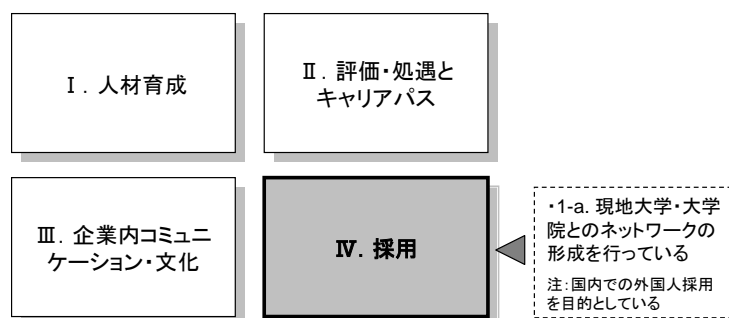 Ⅰ．人材育成
Ⅱ．評価・処遇と
キャリアパス
Ⅲ．企業内コミュニ
ケーション・文化
Ⅳ．採用
・1-a. 現地大学・大学
院とのネットワークの
形成を行っている
注：国内での外国人採用
を目的としている